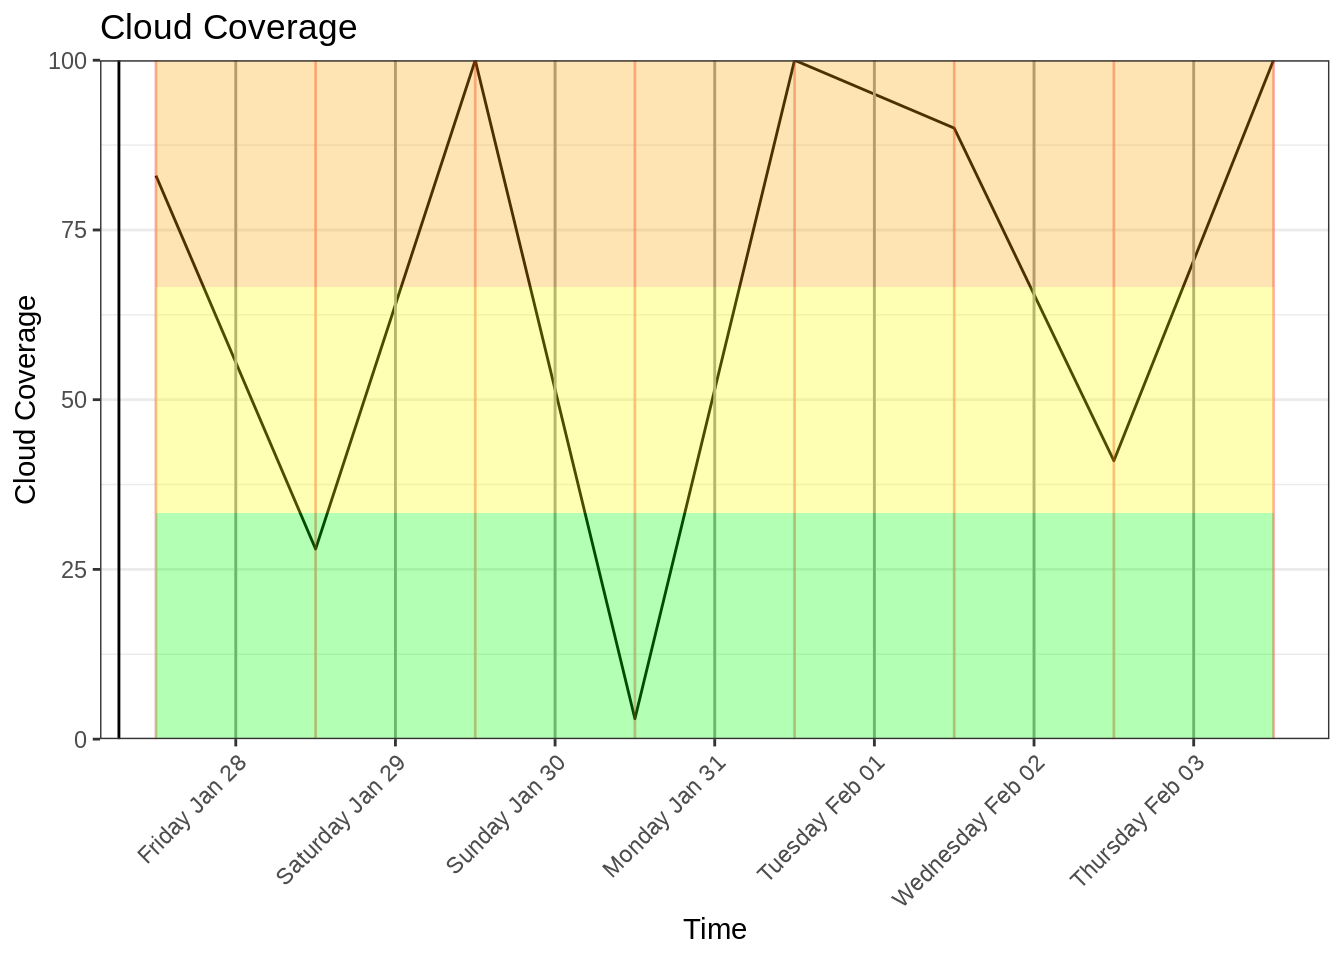 Cloud Coverage
100
75
50
25
0
Cloud Coverage
Friday Jan 28
Saturday Jan 29
Sunday Jan 30
Monday Jan 31
Tuesday Feb 01
Wednesday Feb 02
Thursday Feb 03
Time